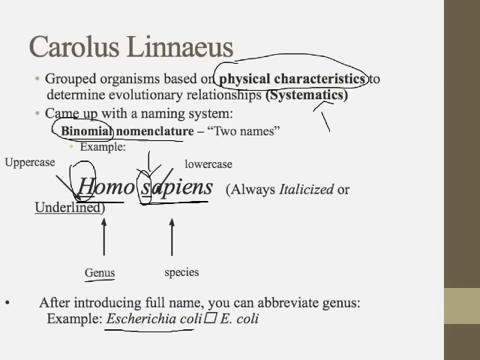 Carolus Linnaeus
• Grouped organisms based on physical characteristics to
determine evolutionary relationships (Systematics)
• Came up with a naming system:
Binomial nomenclature – “Two names”
• Example:
Uppercase lowercase
Homo sapiens (Always Italicized or
Underlined)
Genus species
• After introducing full name, you can abbreviate genus:
Example: Escherichia coli□ E. coli